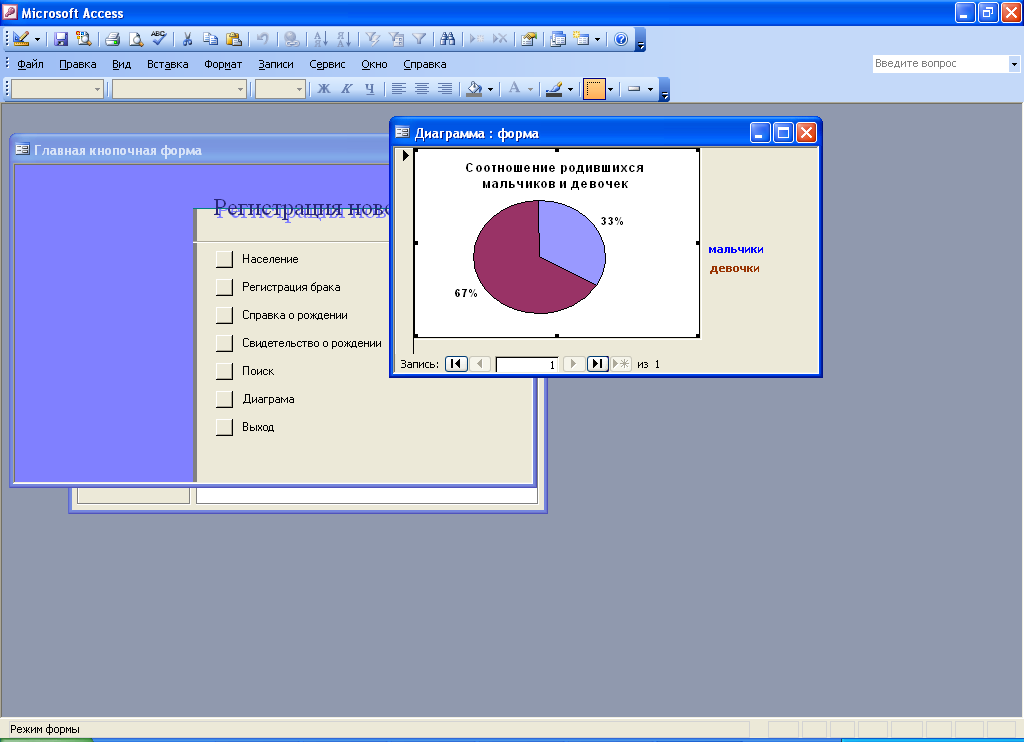 Microsoft Access
Файл Правка Вид Вставка Формат Записи Сервис Окно Справка
Введите вопрос
Ж К Ч А
Главная кнопочная форма
Регистрация нов
Население
Регистрация брака
Справка о рождении
Свидетельство о рождении
Поиск
Диаграма
Выход
Диаграмма : форма
Соотношение родившихся
мальчиков и девочек
33%
67%
мальчики
девочки
Запись: 1 из 1
Режим формы